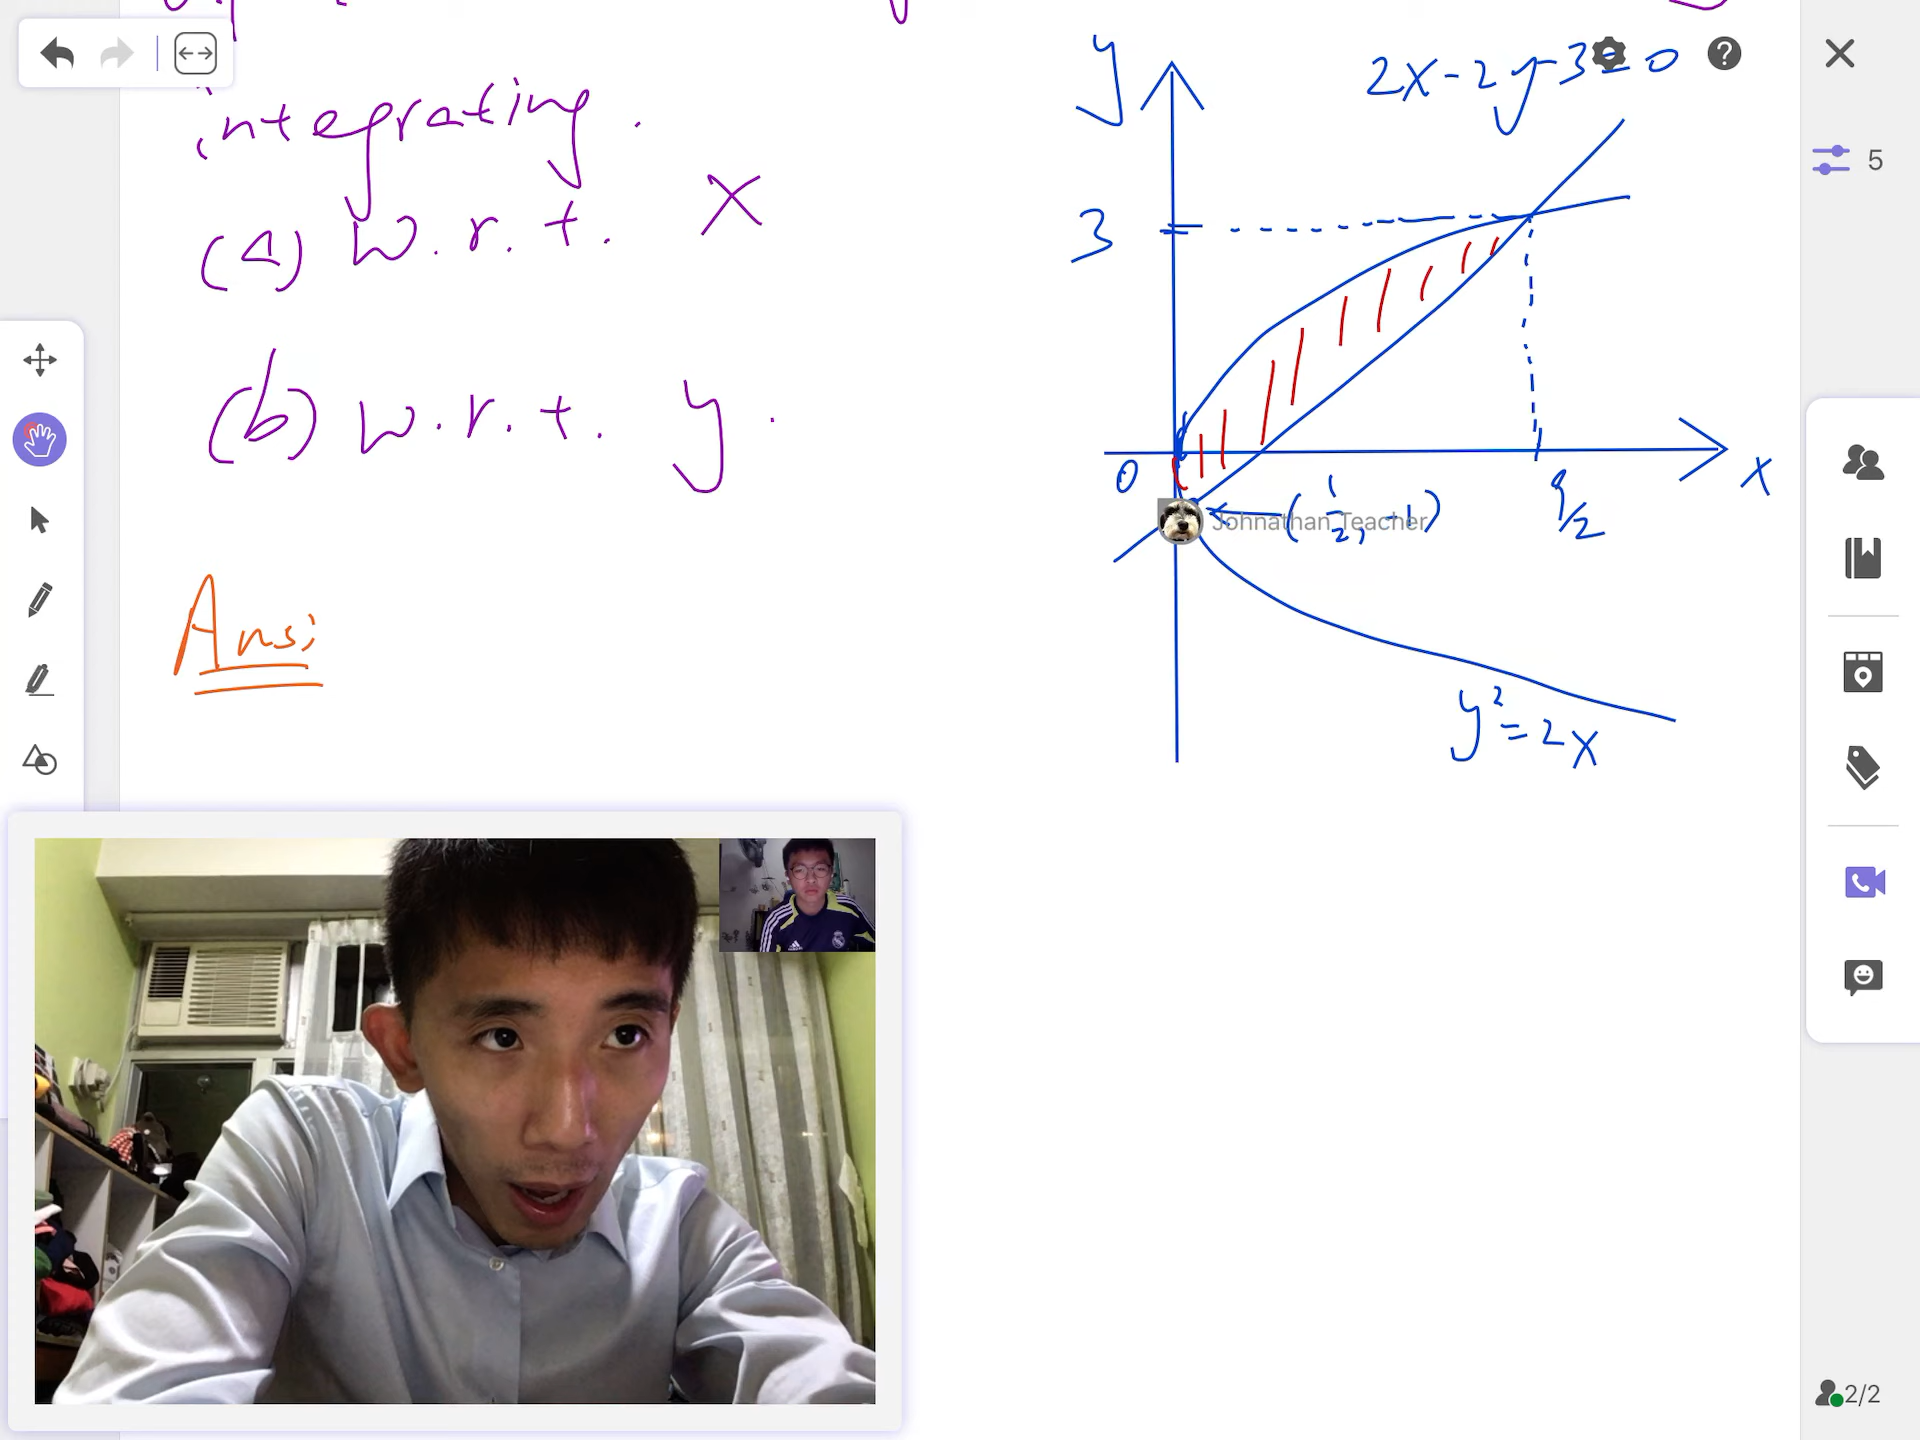 integrating.
(a) w.r.t. x
(b) w.r.t. y.
Ans:
y
2x-2y-3=0
3
0
x
(1/2, -1)
9/2
Johnathan Teacher
y²=2x
5
adidas
2/2